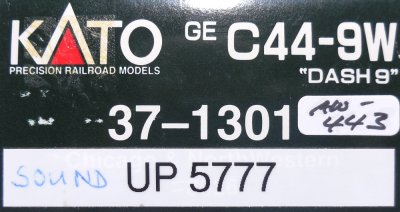 KATO
PRECISION RAILROAD MODELS
GE C44-9W
"DASH 9"
37-1301
AW-
443
SOUND UP 5777